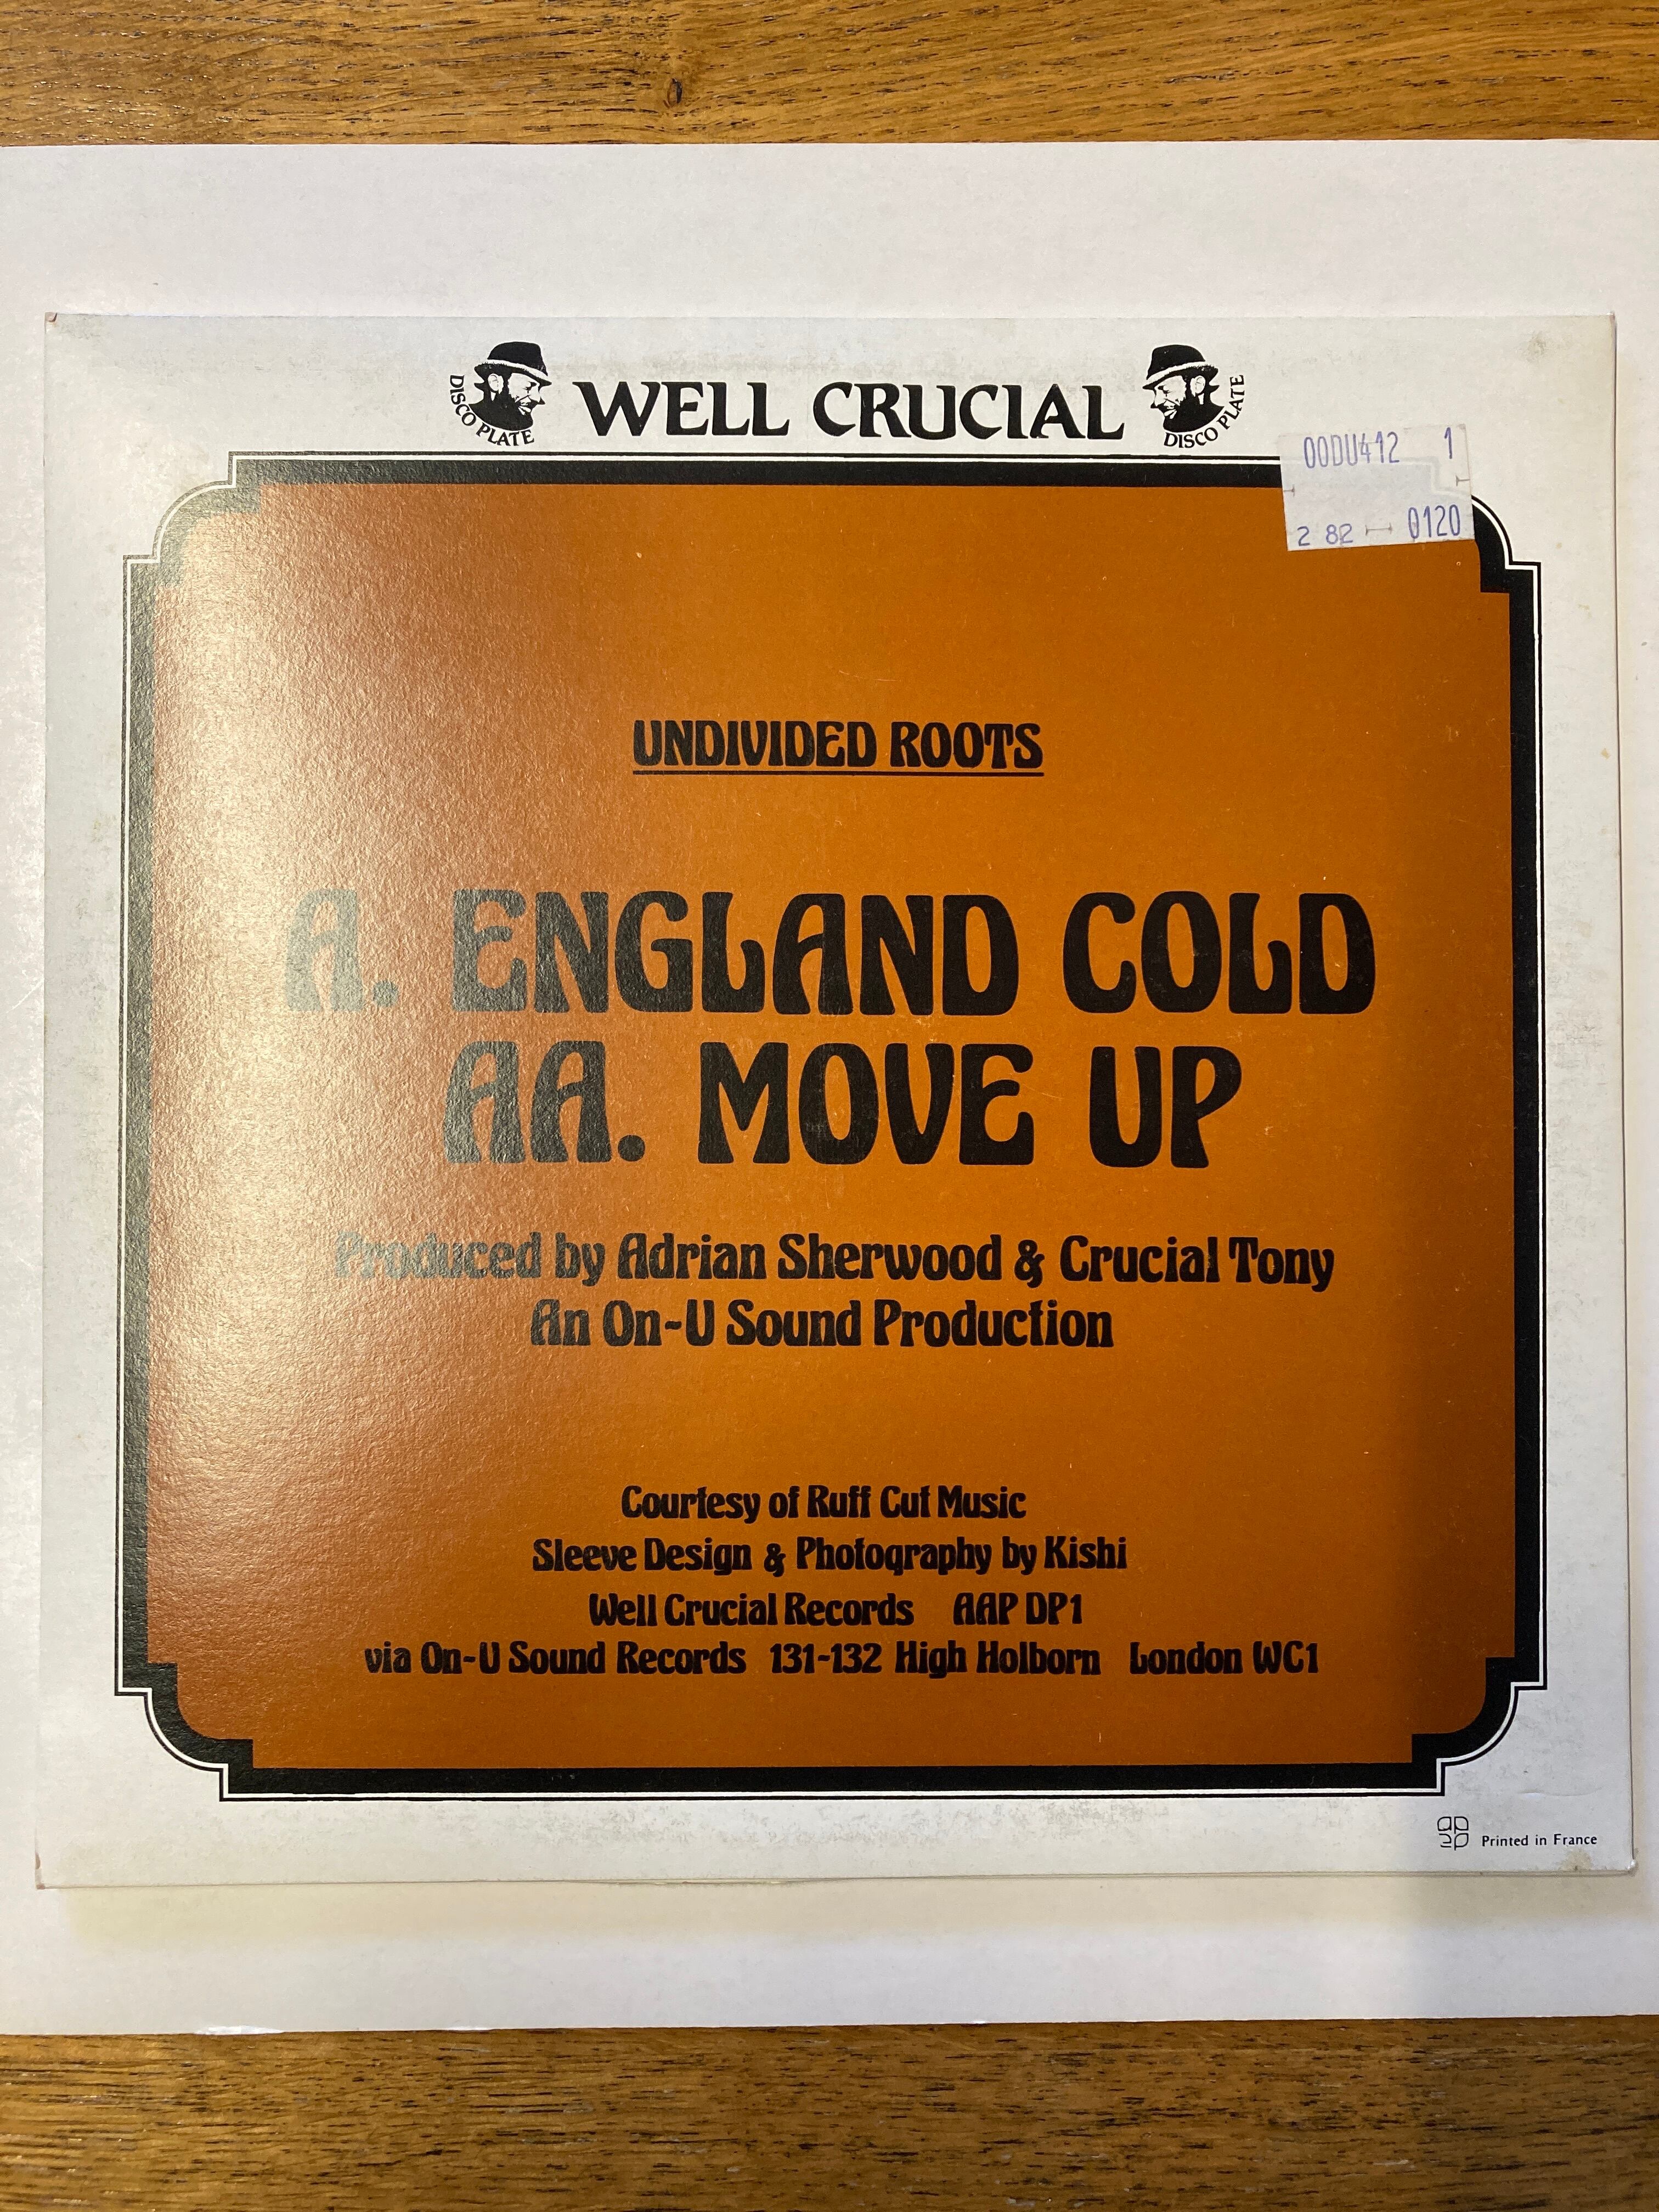 DISCO PLATE
WELL CRUCIAL
DISCO PLATE
00DU412 1
2 82 0120
UNDIVIDED ROOTS
A. ENGLAND COLD
AA. MOVE UP
Produced by Adrian Sherwood & Crucial Tony
An On-U Sound Production
Courtesy of Ruff Cut Music
Sleeve Design & Photography by Kishi
Well Crucial Records AAP DP1
via On-U Sound Records 131-132 High Holborn London WC1
Printed in France